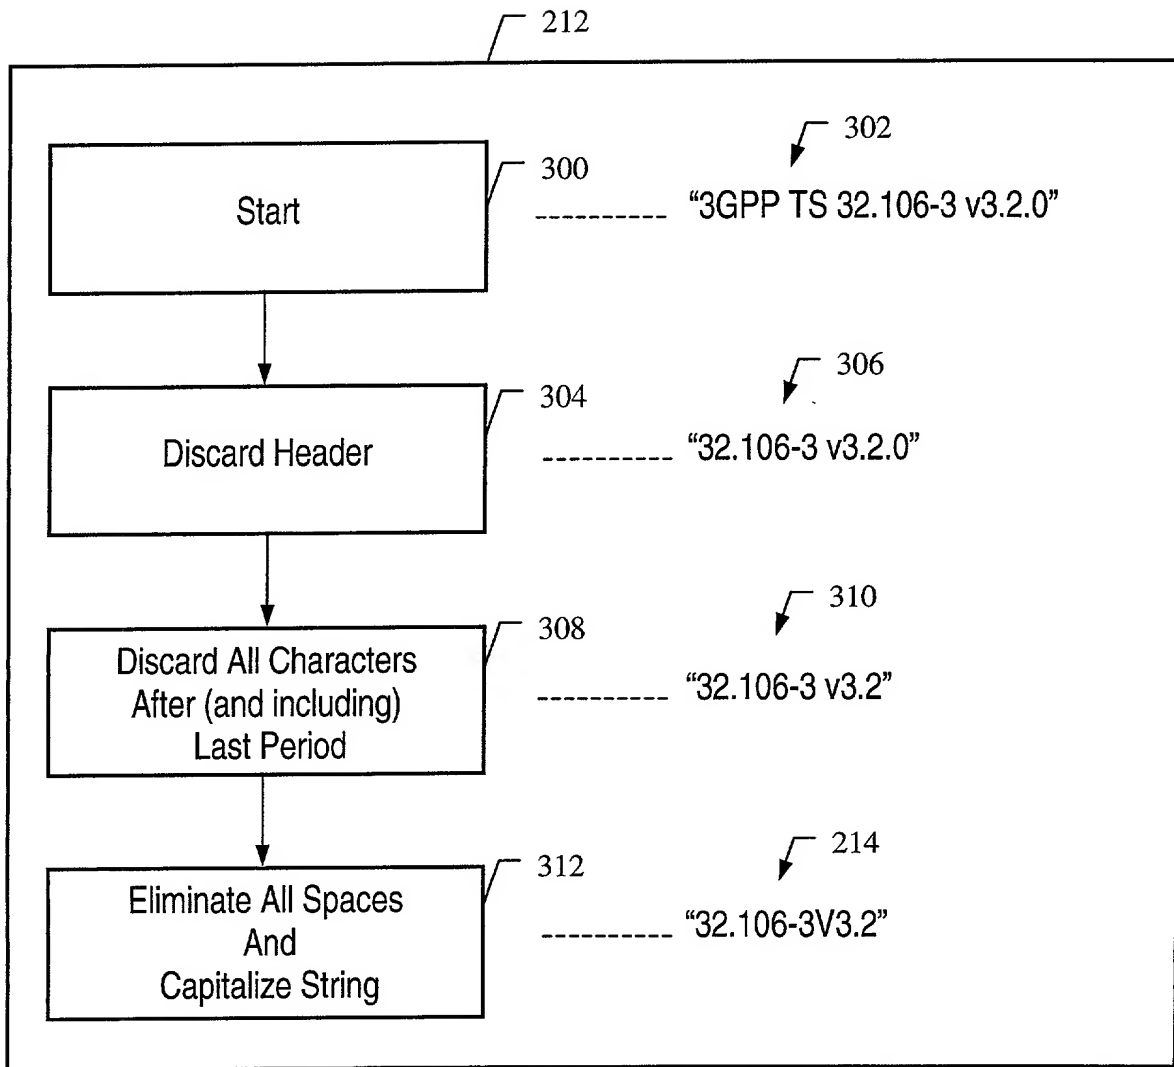 212
302
300
Start
---------- “3GPP TS 32.106-3 v3.2.0”
306
304
Discard Header
---------- “32.106-3 v3.2.0”
310
308
Discard All Characters
After (and including)
Last Period
---------- “32.106-3 v3.2”
214
312
Eliminate All Spaces
And
Capitalize String
---------- “32.106-3V3.2”